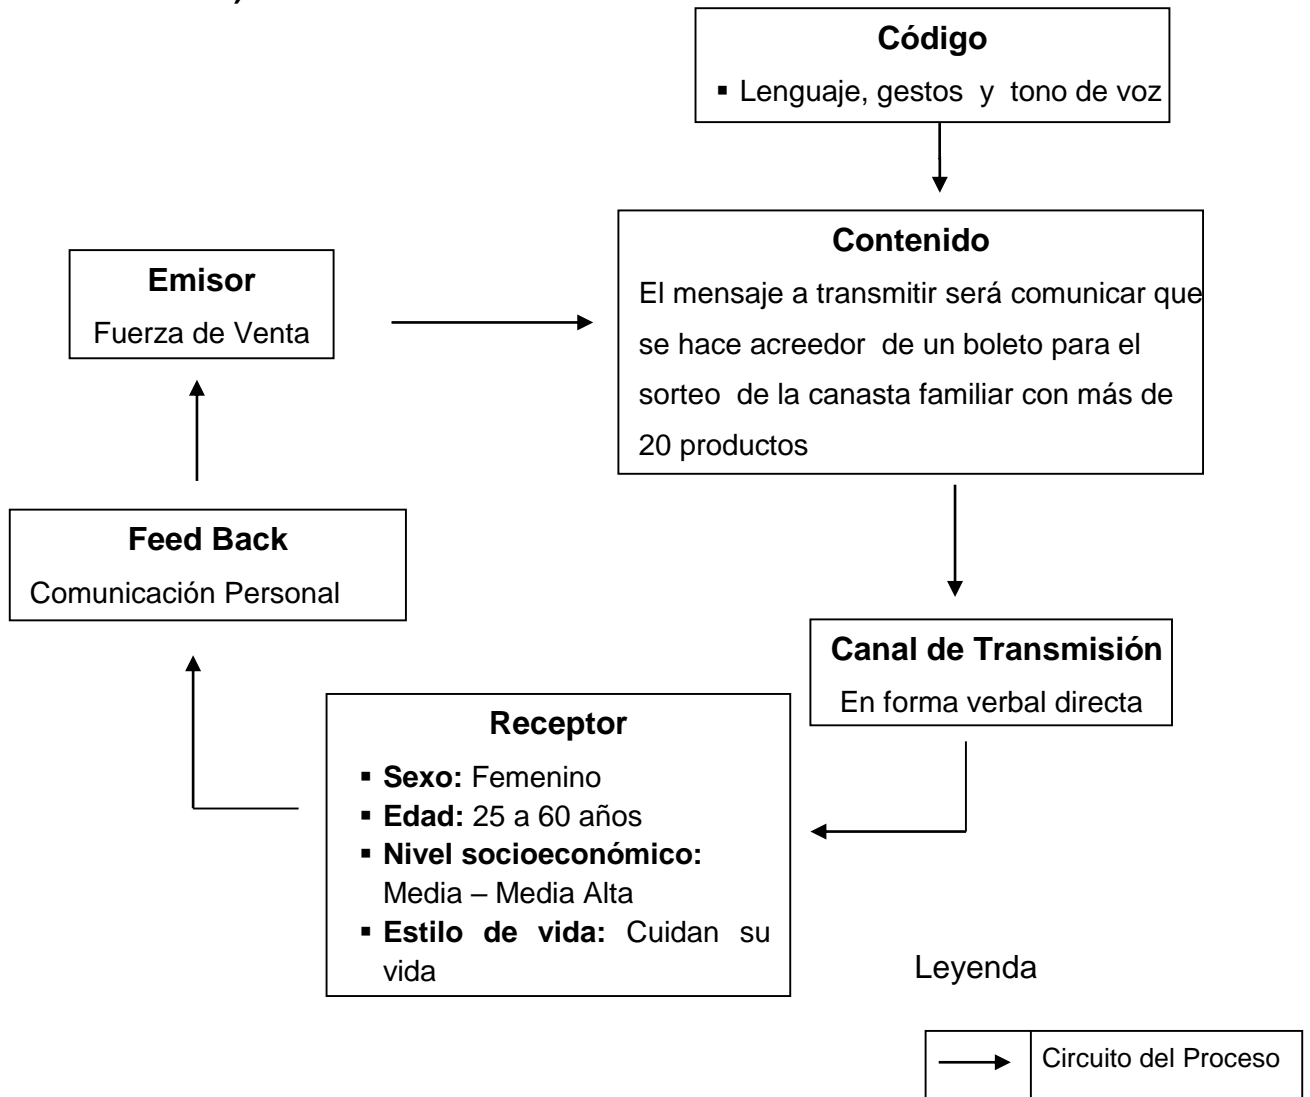 Código
▪ Lenguaje, gestos y tono de voz
Contenido
El mensaje a transmitir será comunicar que
se hace acreedor de un boleto para el
sorteo de la canasta familiar con más de
20 productos
Emisor
Fuerza de Venta
Feed Back
Comunicación Personal
Canal de Transmisión
En forma verbal directa
Receptor
▪ Sexo: Femenino
▪ Edad: 25 a 60 años
▪ Nivel socioeconómico:
Media – Media Alta
▪ Estilo de vida: Cuidan su
vida
Leyenda
Circuito del Proceso